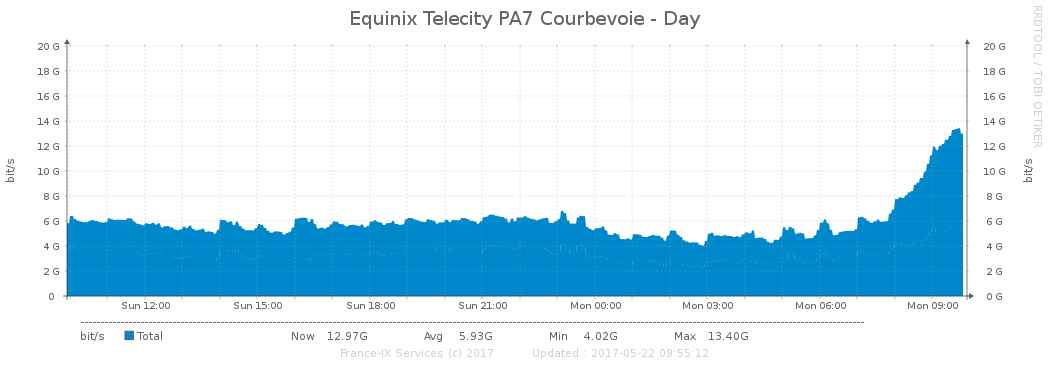 Equinix Telecity PA7 Courbevoie - Day
RRDTOOL / TOBI OETIKER
20 G 20 G
18 G 18 G
16 G 16 G
14 G 14 G
12 G 12 G
10 G 10 G
8 G 8 G
6 G 6 G
4 G 4 G
2 G 2 G
0 0 G
bit/s bit/s
Sun 12:00 Sun 15:00 Sun 18:00 Sun 21:00 Mon 00:00 Mon 03:00 Mon 06:00 Mon 09:00
bit/s Total Now 12.97G Avg 5.93G Min 4.02G Max 13.40G
France-IX Services (c) 2017 Updated : 2017-05-22 09:55:12